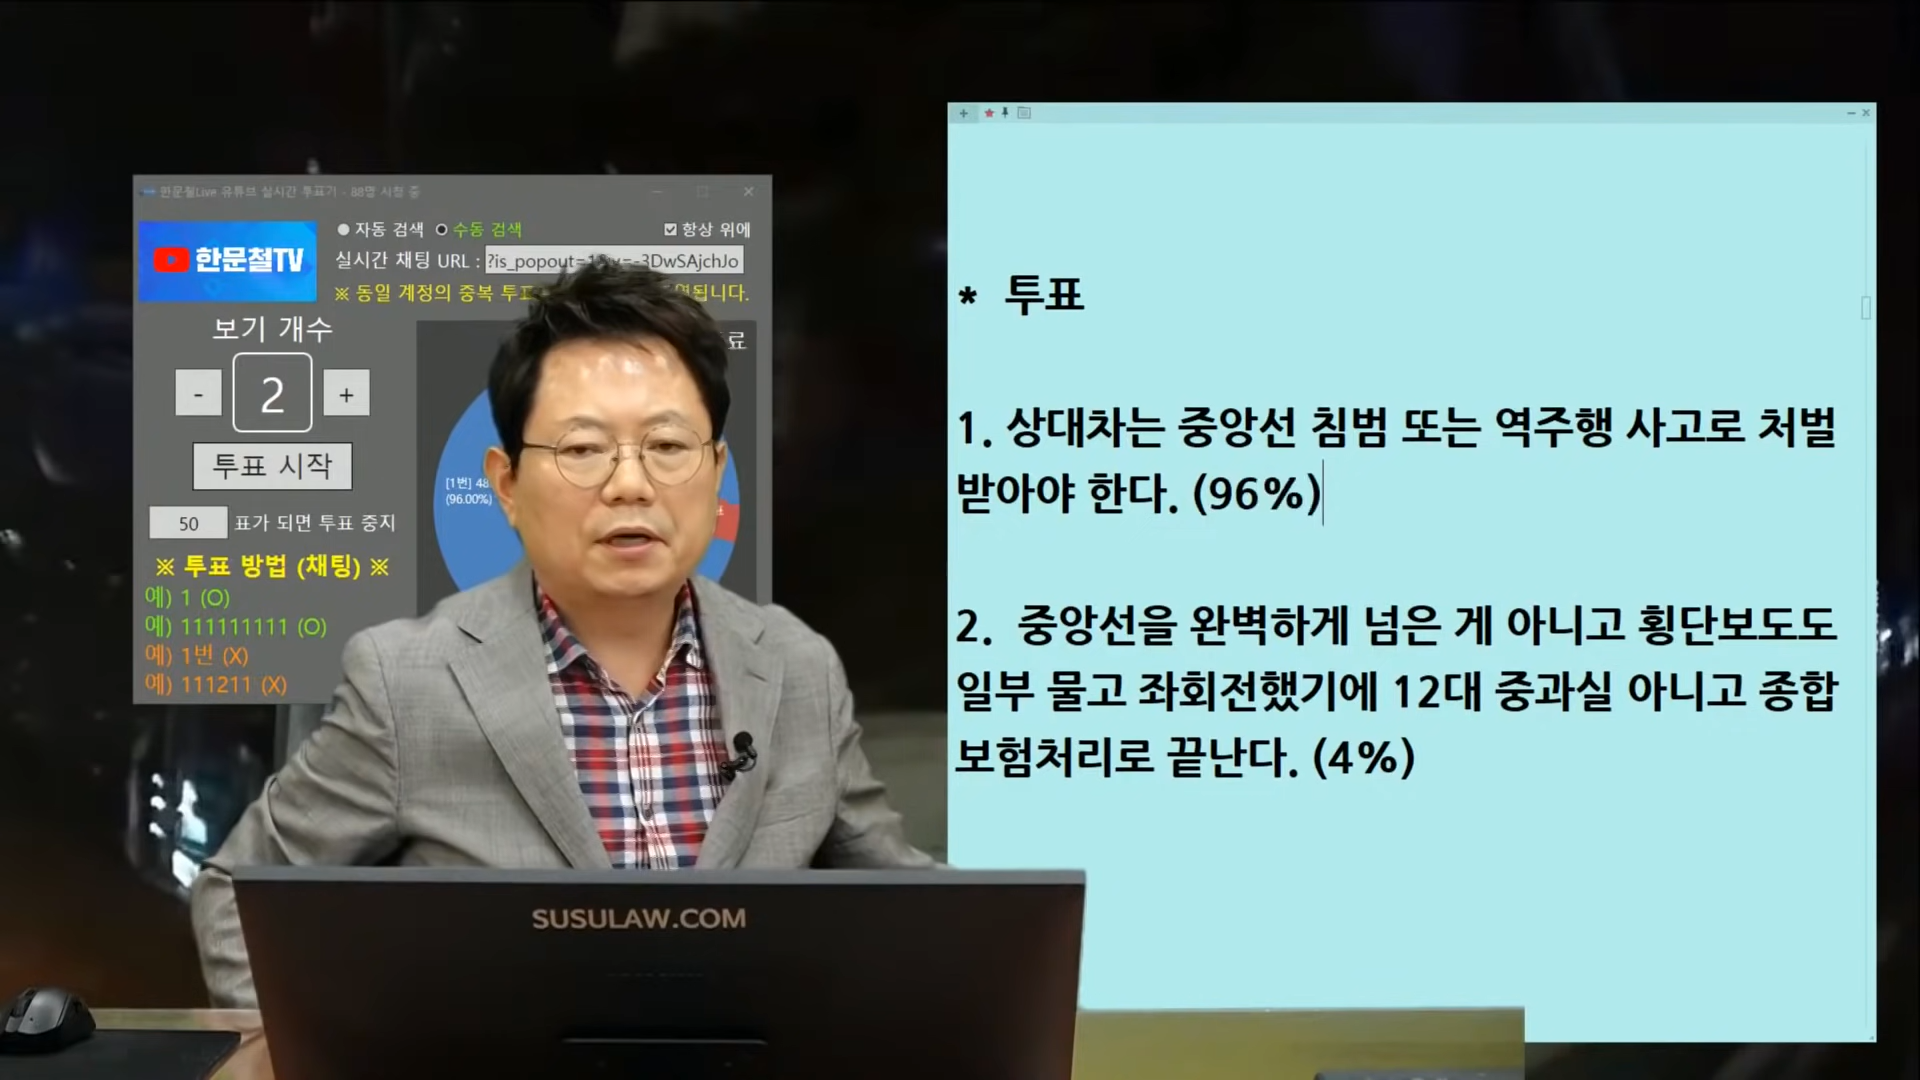 한문철Live 유튜브 실시간 투표기 - 88명 시청 중
한문철TV
자동 검색 수동 검색 항상 위에
실시간 채팅 URL : ?is_popout=1 -3DwSAjchJo
※ 동일 계정의 중복 투표 됩니다.
보기 개수
- 2 +
투표 시작
50 표가 되면 투표 중지
※ 투표 방법 (채팅) ※
예) 1 (O)
예) 111111111 (O)
예) 1번 (X)
예) 111211 (X)
료
[1번] 48
(96.00%)
표
* 투표
1. 상대차는 중앙선 침범 또는 역주행 사고로 처벌
받아야 한다. (96%)
2. 중앙선을 완벽하게 넘은 게 아니고 횡단보도도
일부 물고 좌회전했기에 12대 중과실 아니고 종합
보험처리로 끝난다. (4%)
SUSULAW.COM